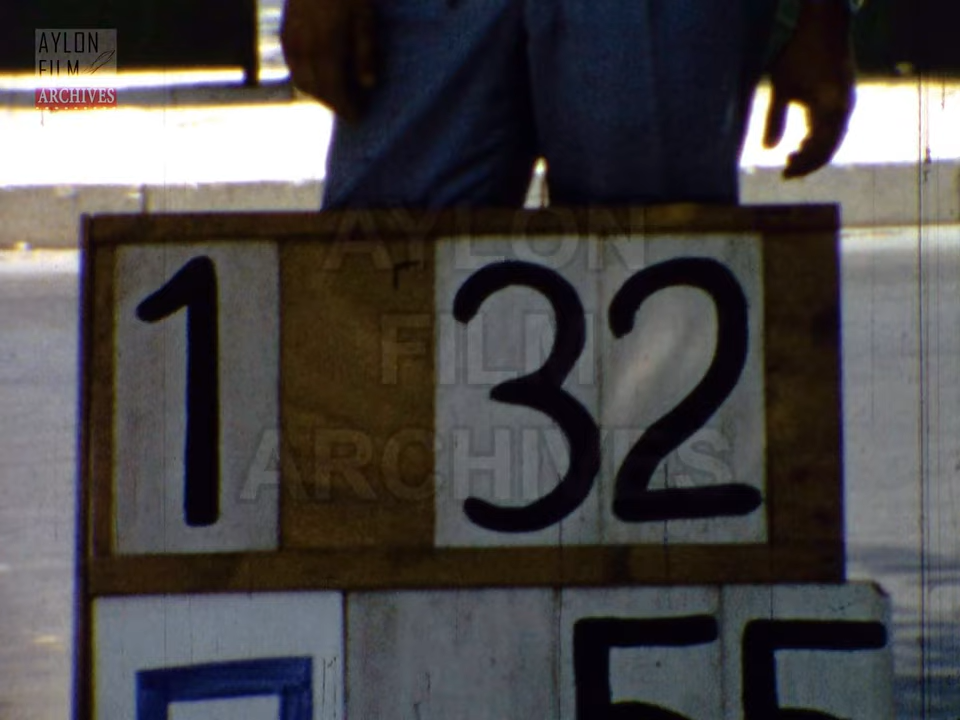 AYLON
FILM
ARCHIVES
1 32
AYLON
FILM
ARCHIVES
55